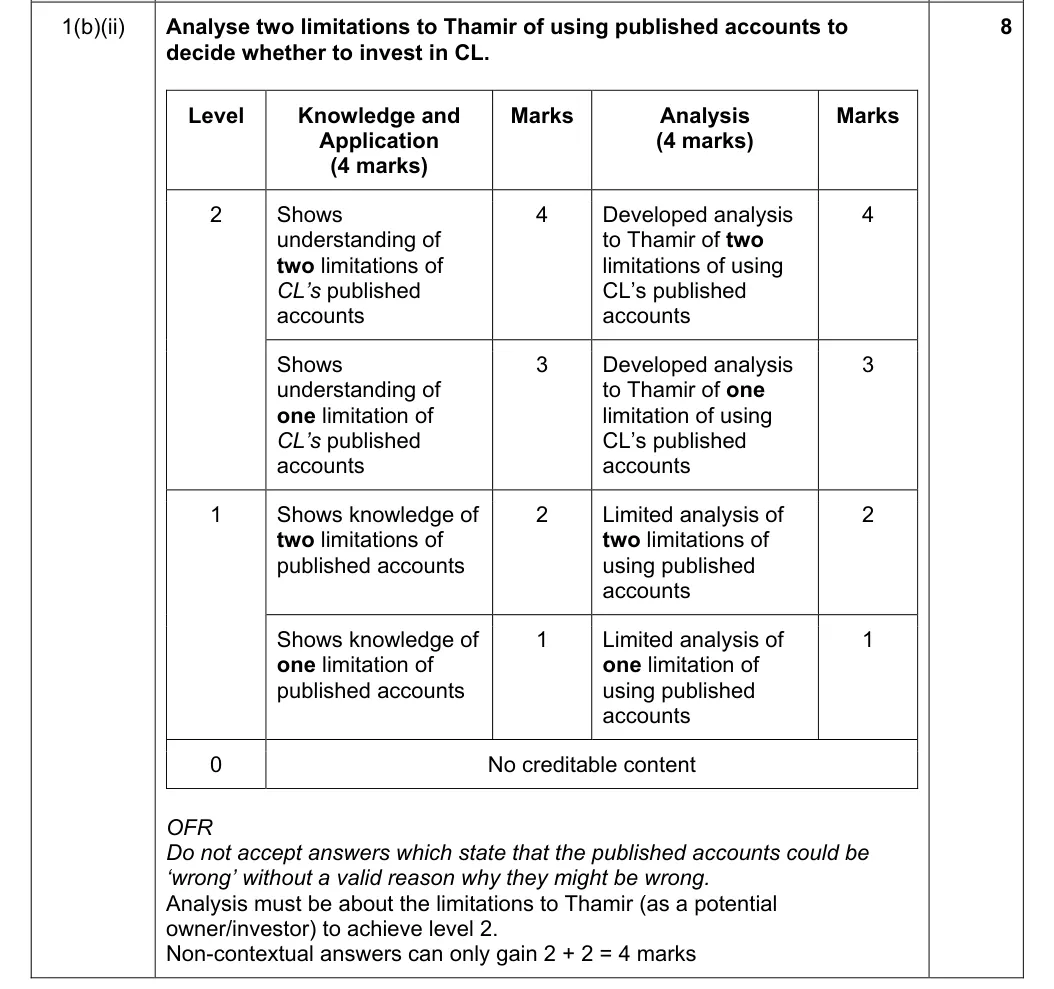 1(b)(ii)
Analyse two limitations to Thamir of using published accounts to
decide whether to invest in CL.
8
Level
Knowledge and
Application
(4 marks)
Marks
Analysis
(4 marks)
Marks
2
Shows
understanding of
two limitations of
CL's published
accounts
4
Developed analysis
to Thamir of two
limitations of using
CL's published
accounts
4
Shows
understanding of
one limitation of
CL's published
accounts
3
Developed analysis
to Thamir of one
limitation of using
CL's published
accounts
3
1
Shows knowledge of
two limitations of
published accounts
2
Limited analysis of
two limitations of
using published
accounts
2
Shows knowledge of
one limitation of
published accounts
1
Limited analysis of
one limitation of
using published
accounts
1
0
No creditable content
OFR
Do not accept answers which state that the published accounts could be
‘wrong’ without a valid reason why they might be wrong.
Analysis must be about the limitations to Thamir (as a potential
owner/investor) to achieve level 2.
Non-contextual answers can only gain 2 + 2 = 4 marks